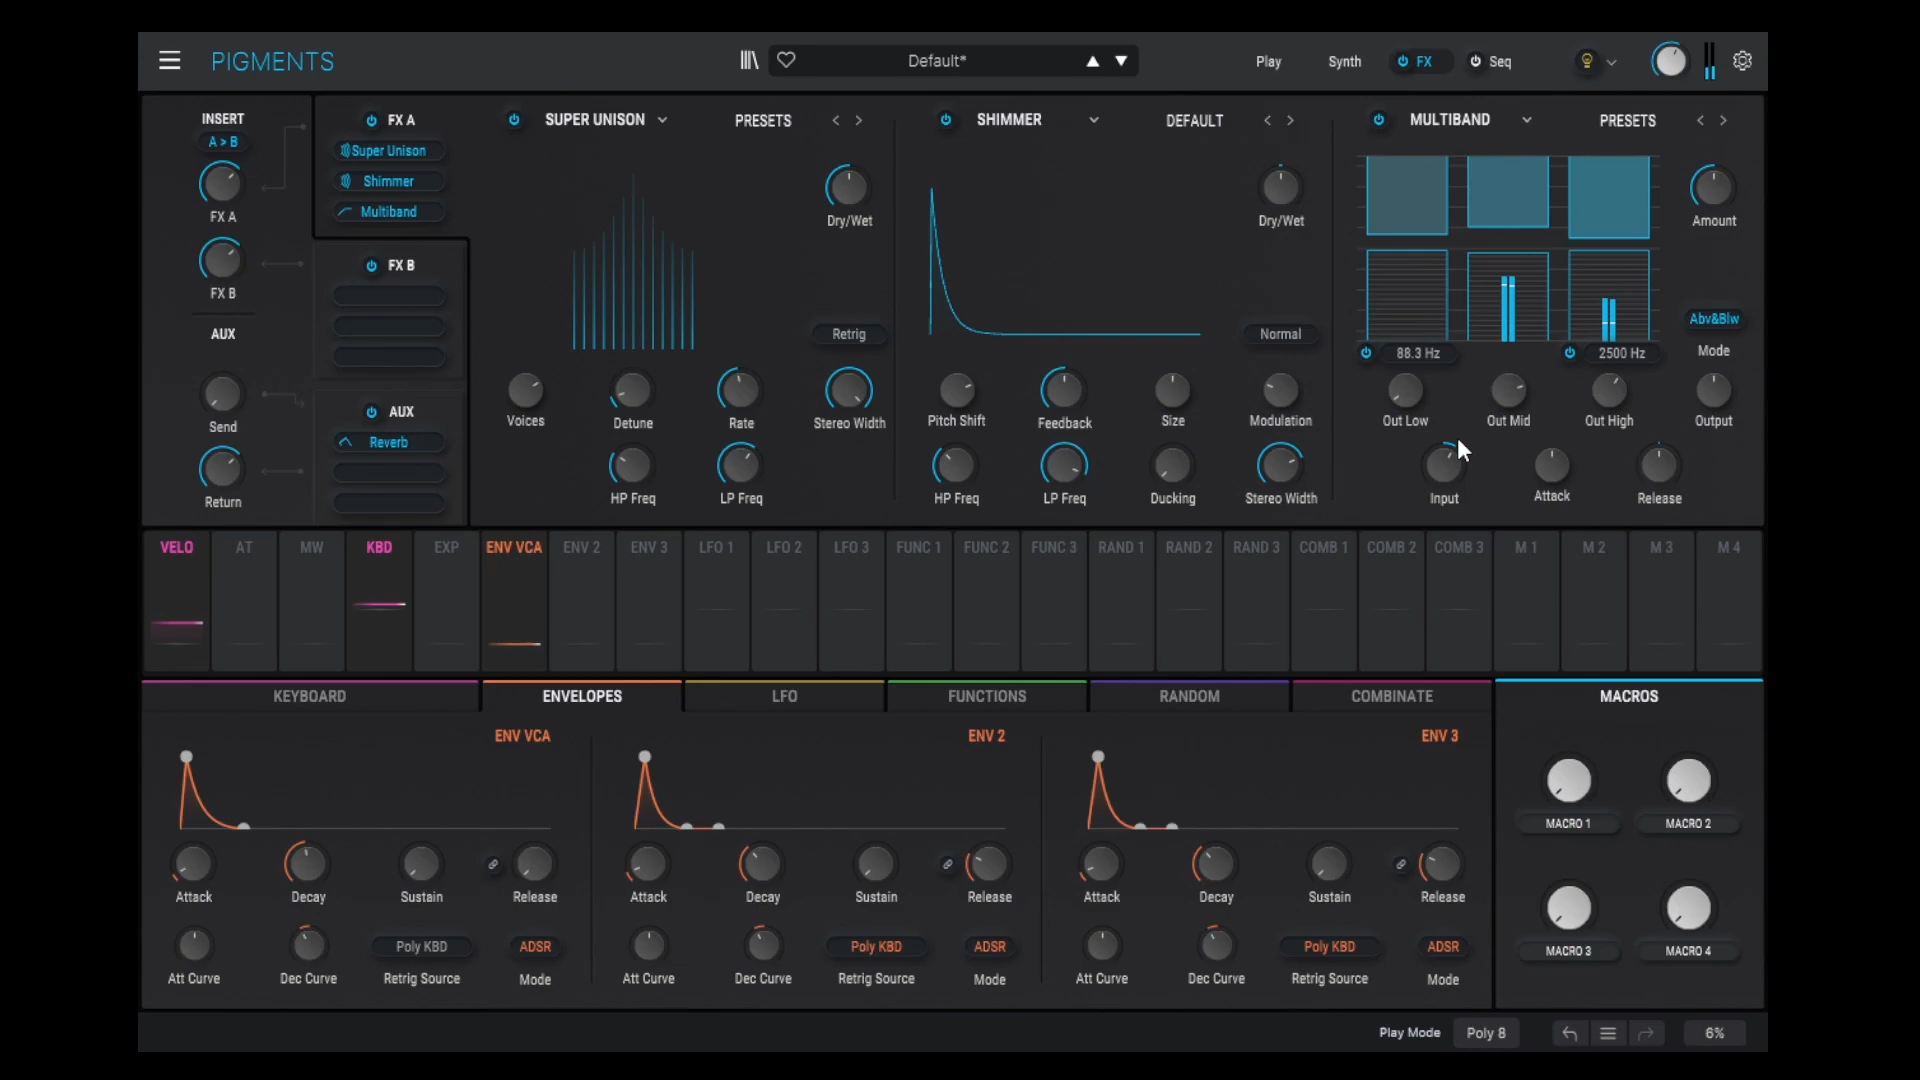 PIGMENTS
Default*
Play
Synth
FX
Seq
INSERT
A > B
FX A
FX B
AUX
Send
Return
FX A
Super Unison
Shimmer
Multiband
FX B
AUX
Reverb
SUPER UNISON
PRESETS
Dry/Wet
Retrig
Voices
Detune
Rate
Stereo Width
HP Freq
LP Freq
SHIMMER
DEFAULT
Dry/Wet
Normal
Pitch Shift
Feedback
Size
Modulation
HP Freq
LP Freq
Ducking
Stereo Width
MULTIBAND
PRESETS
Amount
Abv&Blw
Mode
88.3 Hz
2500 Hz
Out Low
Out Mid
Out High
Output
Input
Attack
Release
VELO
AT
MW
KBD
EXP
ENV VCA
ENV 2
ENV 3
LFO 1
LFO 2
LFO 3
FUNC 1
FUNC 2
FUNC 3
RAND 1
RAND 2
RAND 3
COMB 1
COMB 2
COMB 3
M 1
M 2
M 3
M 4
KEYBOARD
ENVELOPES
LFO
FUNCTIONS
RANDOM
COMBINATE
MACROS
ENV VCA
Attack
Decay
Sustain
Release
Att Curve
Dec Curve
Poly KBD
Retrig Source
ADSR
Mode
ENV 2
Attack
Decay
Sustain
Release
Att Curve
Dec Curve
Poly KBD
Retrig Source
ADSR
Mode
ENV 3
Attack
Decay
Sustain
Release
Att Curve
Dec Curve
Poly KBD
Retrig Source
ADSR
Mode
MACRO 1
MACRO 2
MACRO 3
MACRO 4
Play Mode
Poly 8
6%